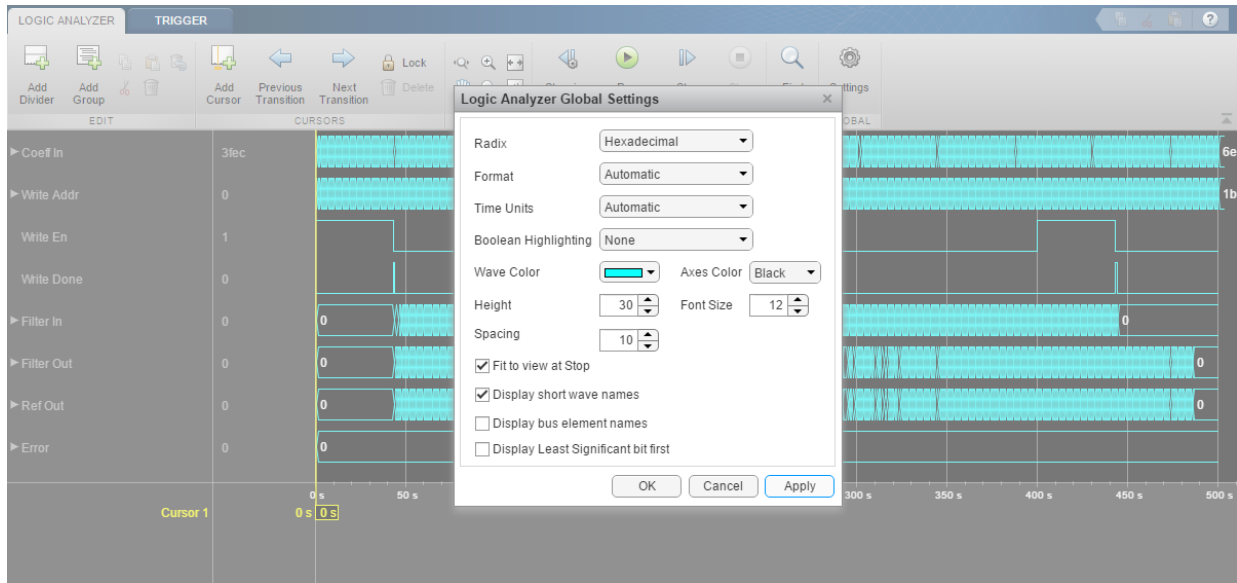 LOGIC ANALYZER TRIGGER
?
Add Divider
Add Group
Add Cursor
Previous Transition
Next Transition
Lock
Delete
EDIT
CURSORS
Logic Analyzer Global Settings
Radix Hexadecimal
Format Automatic
Time Units Automatic
Boolean Highlighting None
Wave Color Axes Color Black
Height 30 Font Size 12
Spacing 10
Fit to view at Stop
Display short wave names
Display bus element names
Display Least Significant bit first
OK Cancel Apply
Coeff In 3fec 6e
Write Addr 0 1b
Write En 1
Write Done 0
Filter In 0 0 0
Filter Out 0 0 0
Ref Out 0 0 0
Error 0 0
0 s 50 s 300 s 350 s 400 s 450 s 500 s
Cursor 1 0 s 0 s